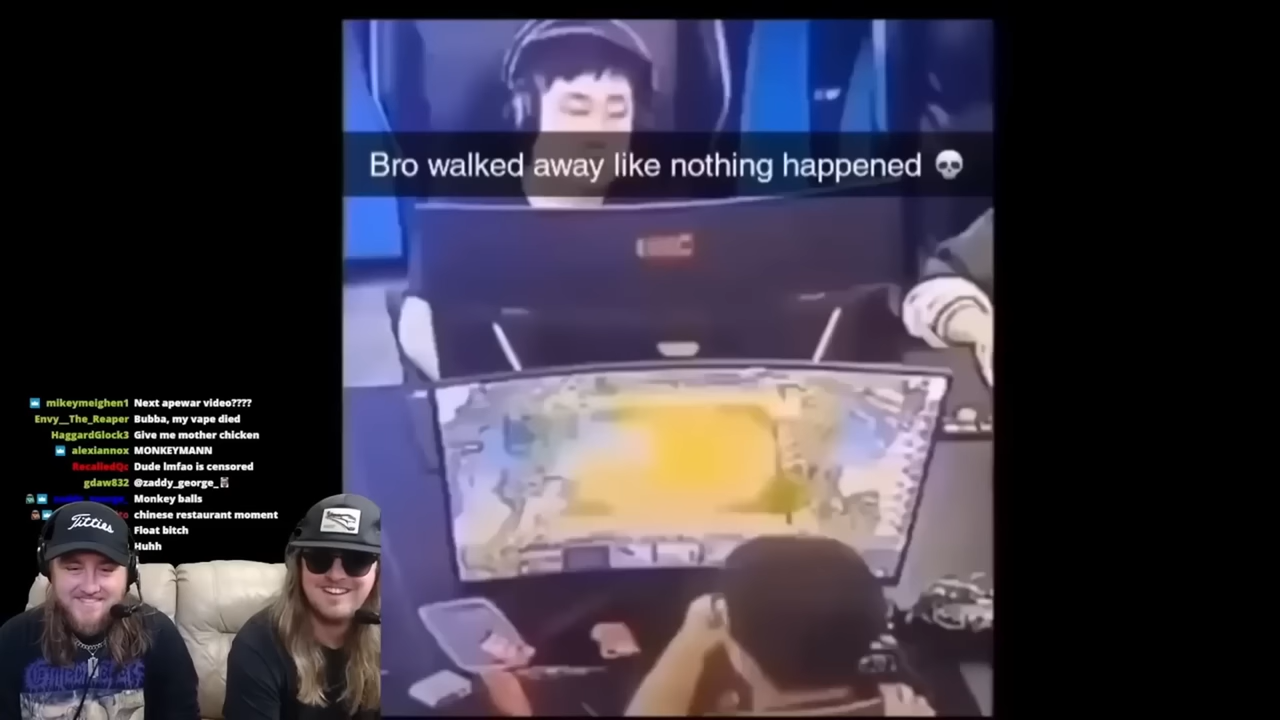 Bro walked away like nothing happened 💀
mikeymeighen1 Next apewar video????
Envy__The_Reaper Bubba, my vape died
HaggardGlock3 Give me mother chicken
alexiannox MONKEYMANN
RecalledQc Dude lmfao is censored
gdaw832 @zaddy_george_
Monkey balls
chinese restaurant moment
Float bitch
Huhh
Titties